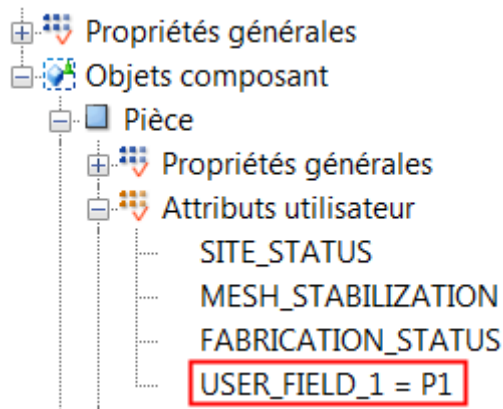 Propriétés générales
Objets composant
Pièce
Propriétés générales
Attributs utilisateur
SITE_STATUS
MESH_STABILIZATION
FABRICATION_STATUS
USER_FIELD_1 = P1